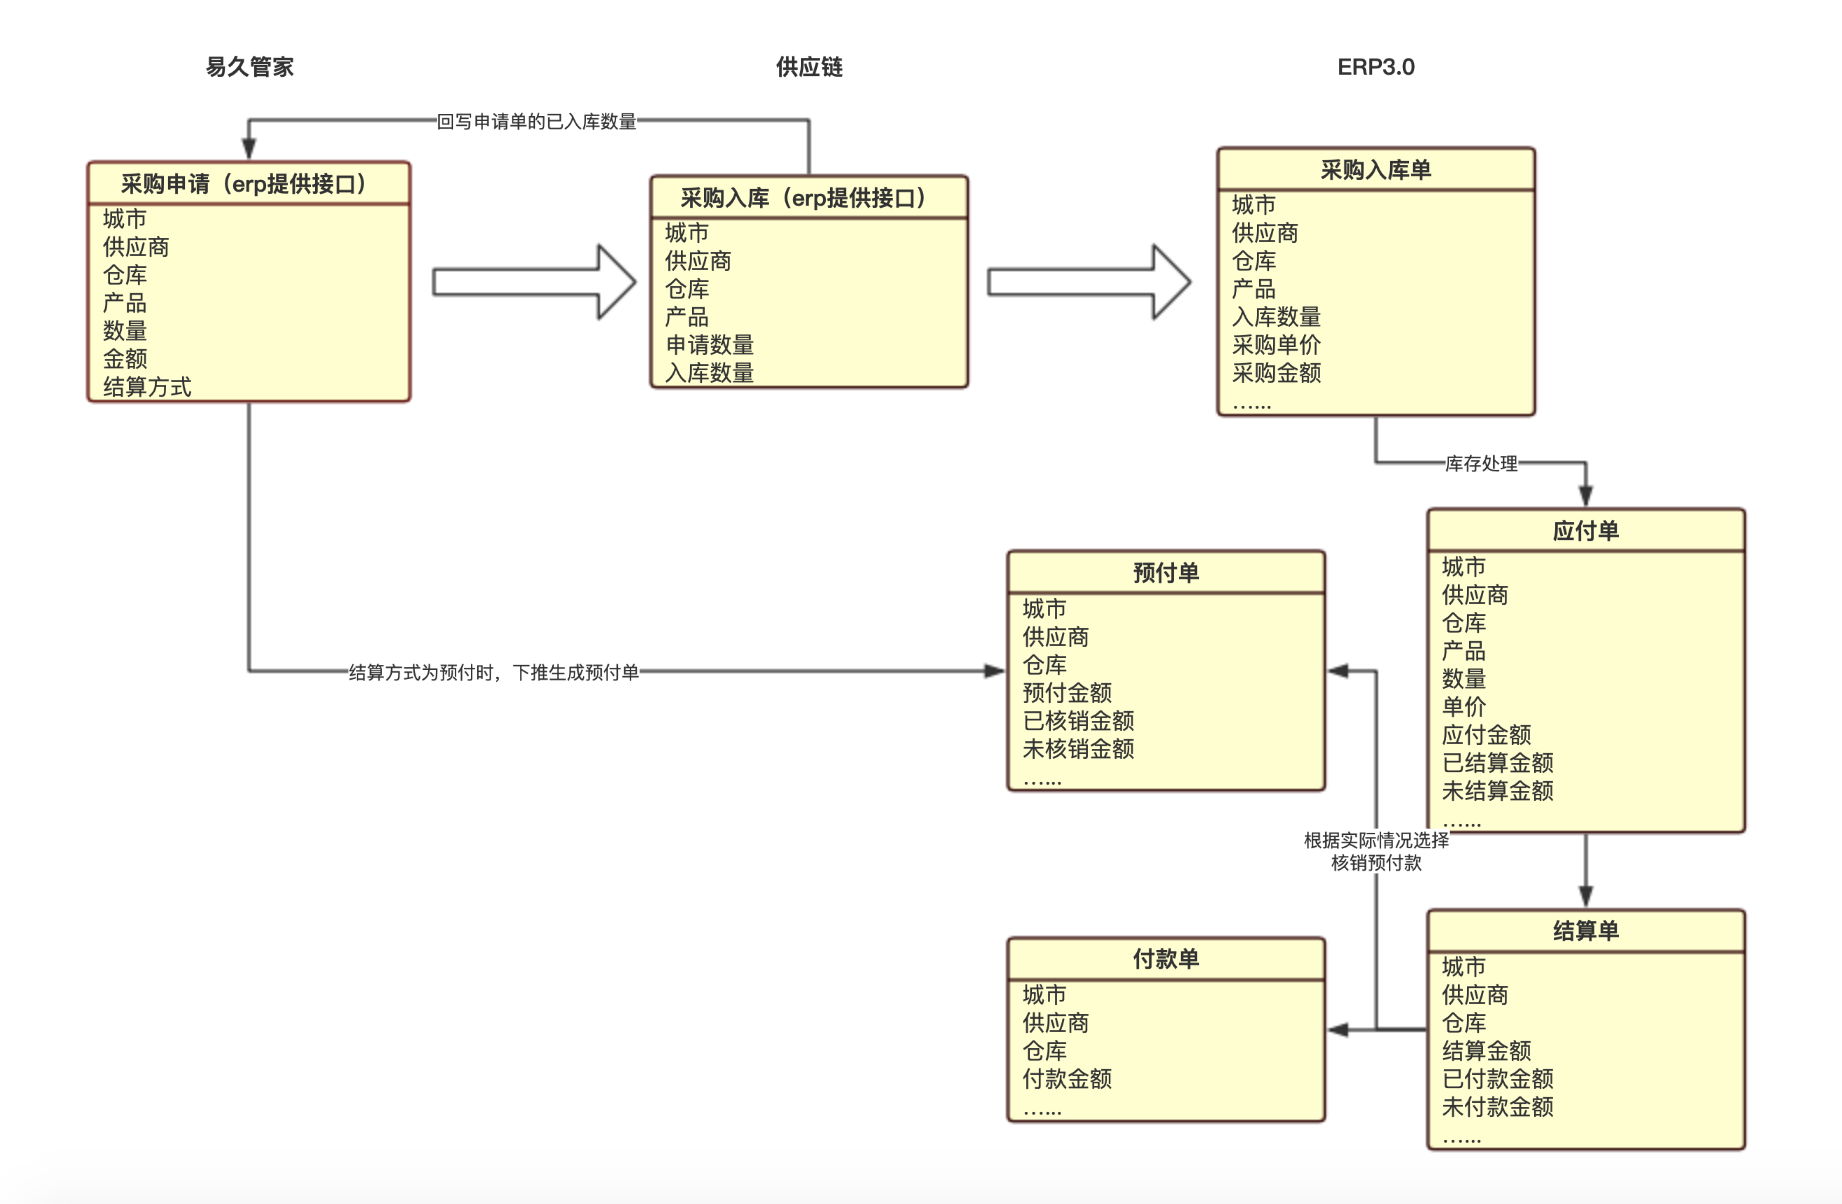 易久管家
供应链
ERP3.0
回写申请单的已入库数量
采购申请（erp提供接口）
城市
供应商
仓库
产品
数量
金额
结算方式
采购入库（erp提供接口）
城市
供应商
仓库
产品
申请数量
入库数量
采购入库单
城市
供应商
仓库
产品
入库数量
采购单价
采购金额
……
库存处理
结算方式为预付时，下推生成预付单
预付单
城市
供应商
仓库
预付金额
已核销金额
未核销金额
……
应付单
城市
供应商
仓库
产品
数量
单价
应付金额
已结算金额
未结算金额
……
根据实际情况选择
核销预付款
付款单
城市
供应商
仓库
付款金额
……
结算单
城市
供应商
仓库
结算金额
已付款金额
未付款金额
……